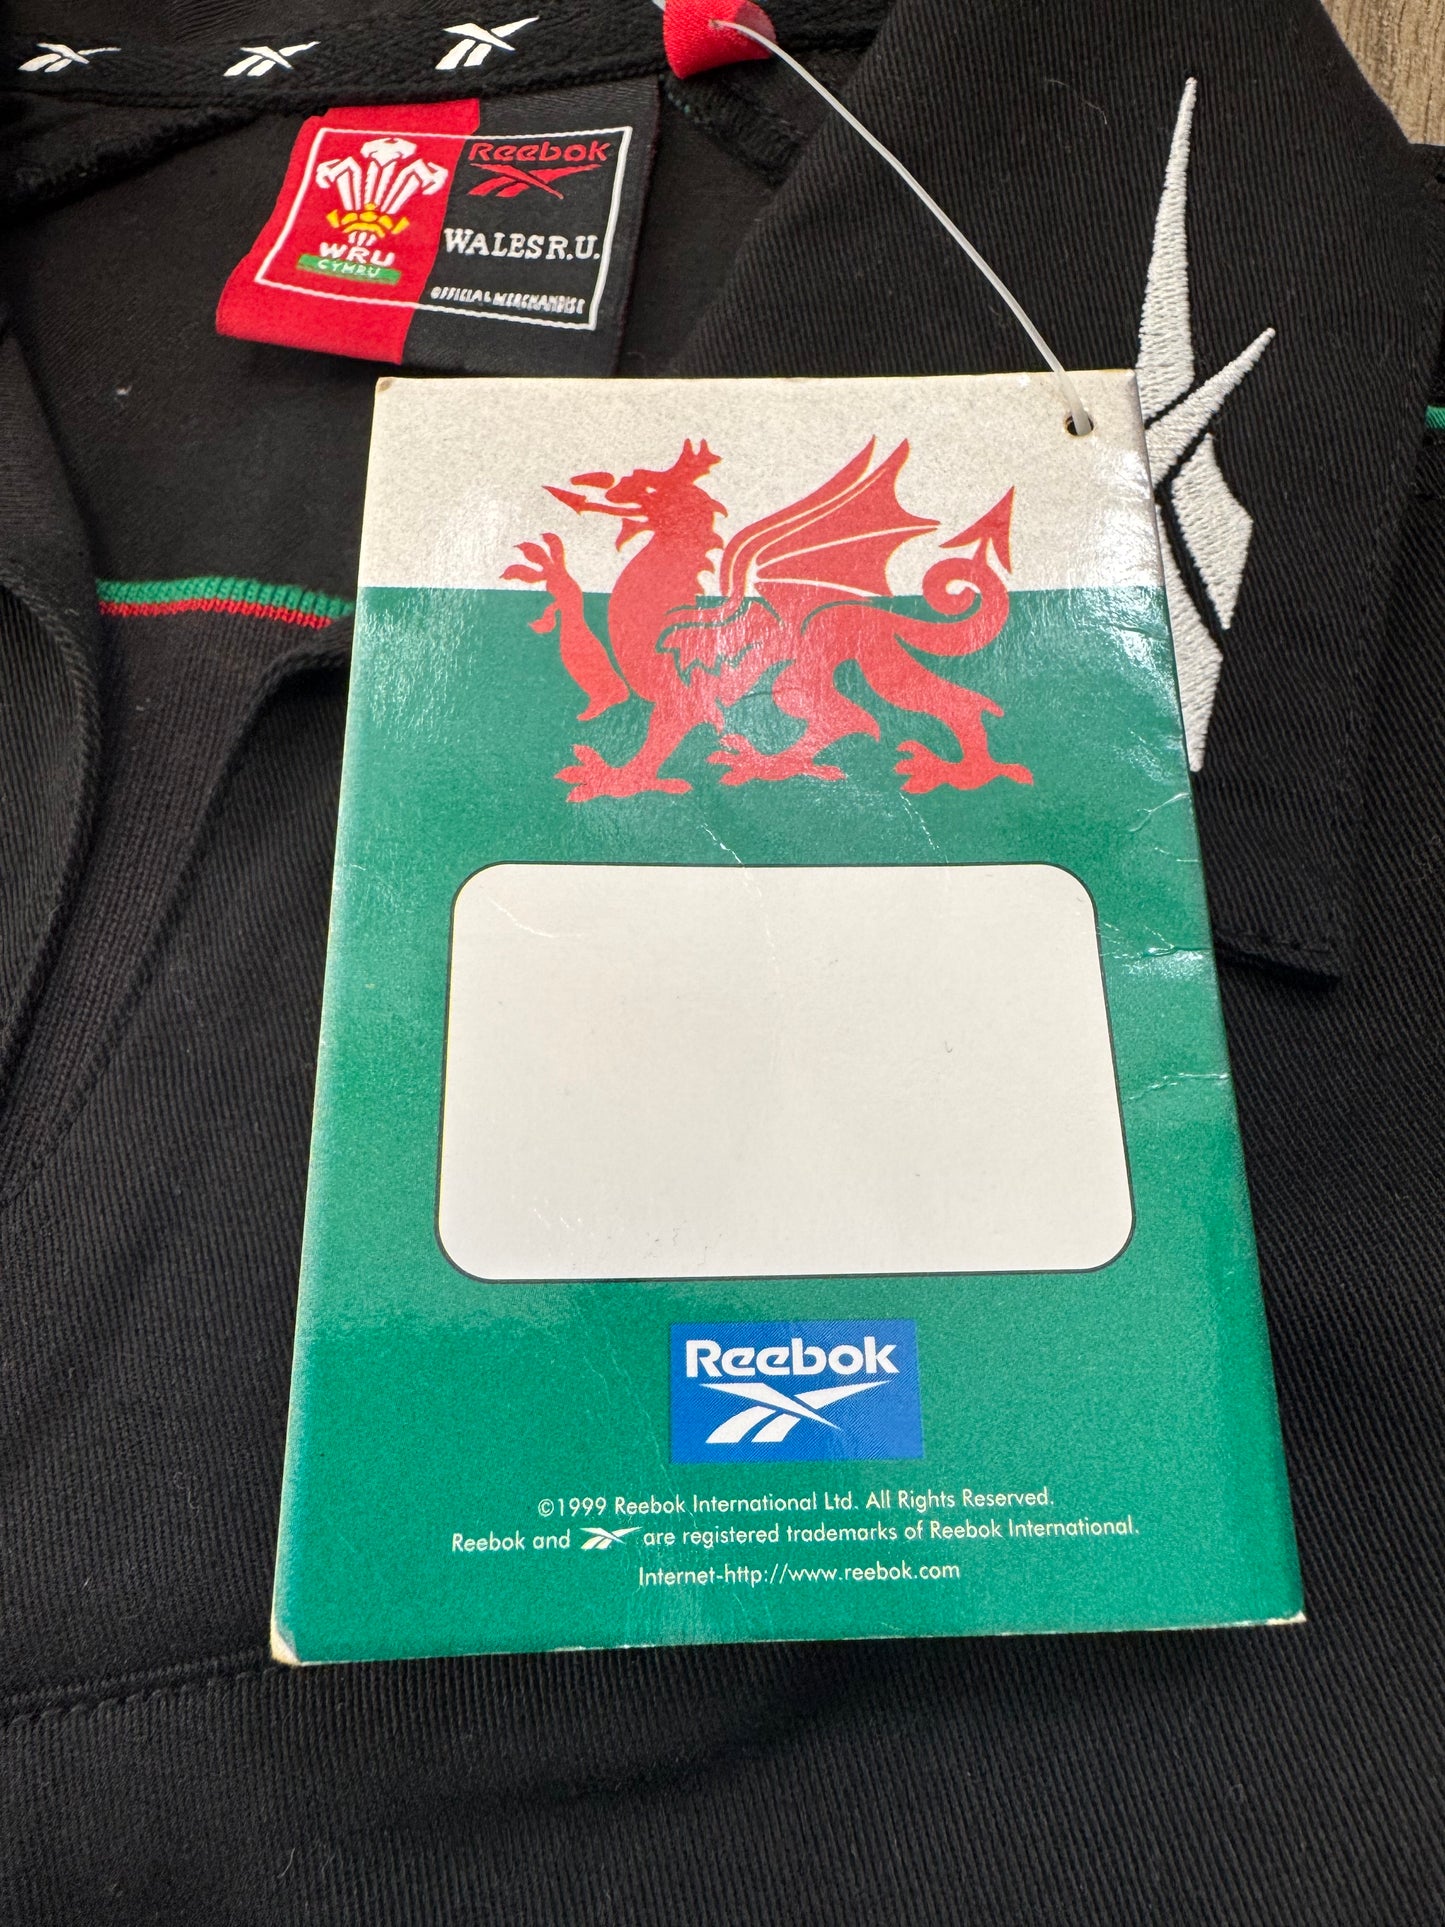 Reebok
WRU
CYMRU
WALES R.U.
OFFICIAL MERCHANDISE
Reebok
©1999 Reebok International Ltd. All Rights Reserved.
Reebok and are registered trademarks of Reebok International.
Internet-http://www.reebok.com